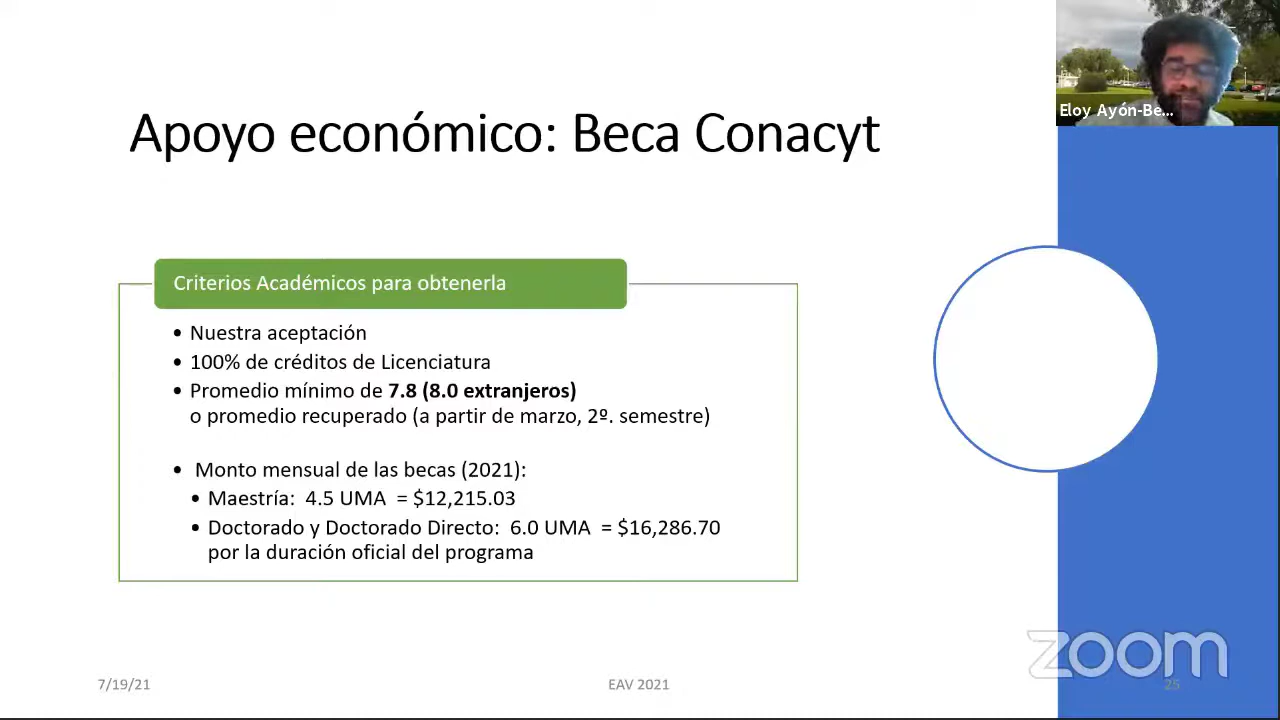 Eloy Ayón-Be...
Apoyo económico: Beca Conacyt
Criterios Académicos para obtenerla
• Nuestra aceptación
• 100% de créditos de Licenciatura
• Promedio mínimo de 7.8 (8.0 extranjeros)
o promedio recuperado (a partir de marzo, 2º. semestre)
• Monto mensual de las becas (2021):
• Maestría: 4.5 UMA = $12,215.03
• Doctorado y Doctorado Directo: 6.0 UMA = $16,286.70
por la duración oficial del programa
zoom
7/19/21
EAV 2021
25